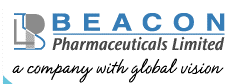 BEACON
Pharmaceuticals Limited
a company with global vision